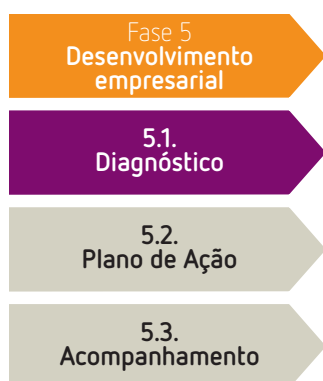 Fase 5
Desenvolvimento
empresarial
5.1.
Diagnóstico
5.2.
Plano de Ação
5.3.
Acompanhamento